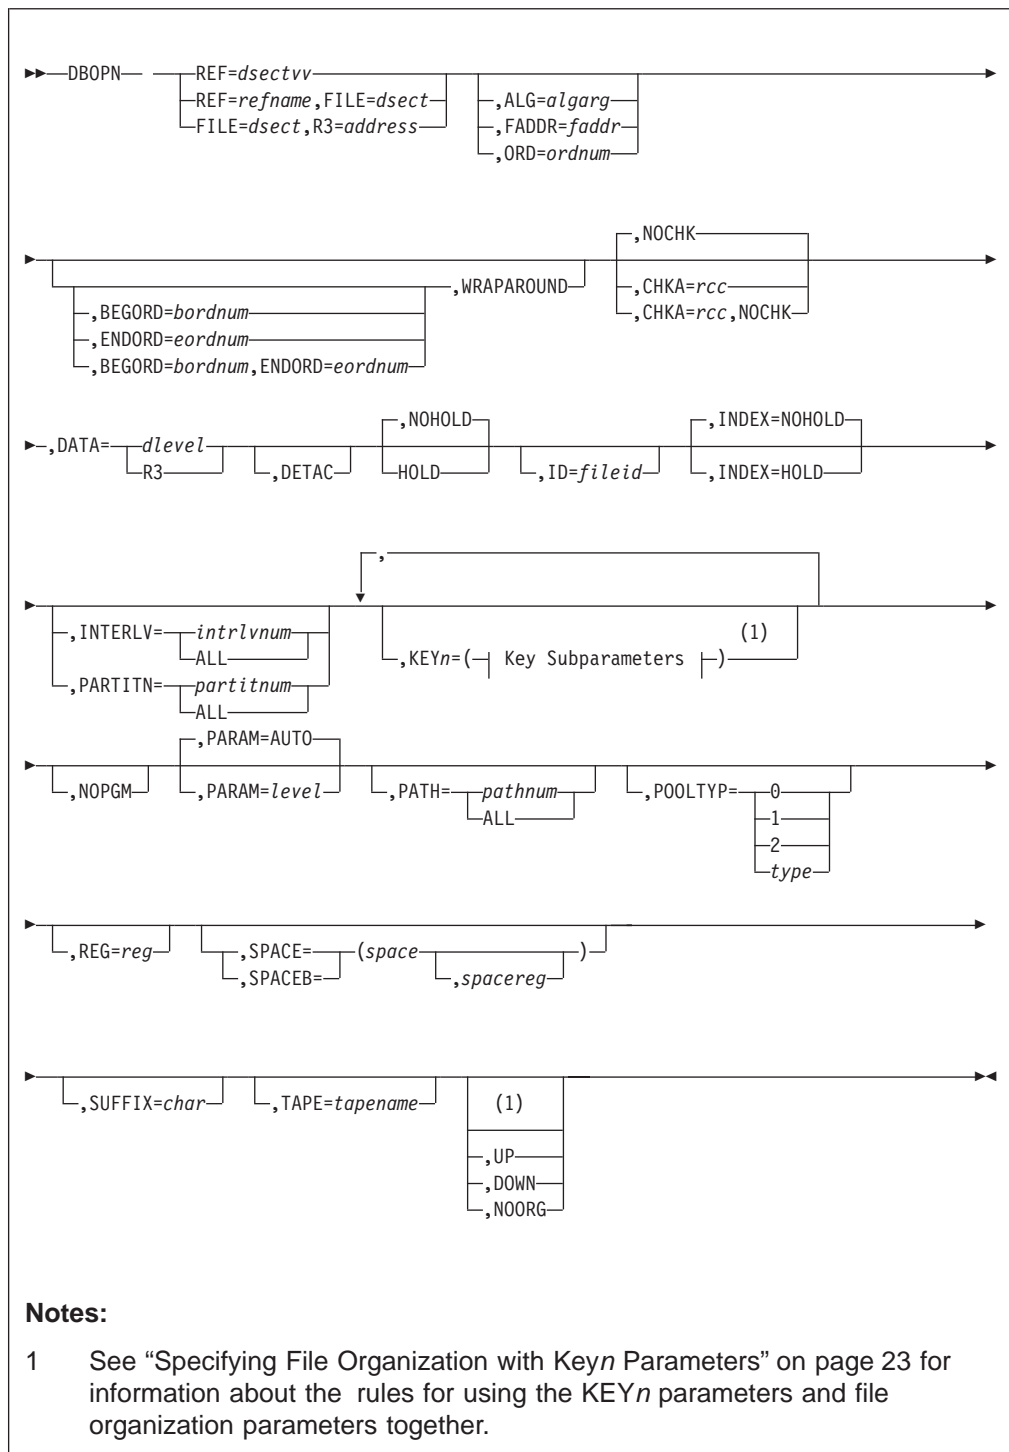 DBOPN REF=dsectvv
REF=refname,FILE=dsect ,ALG=algarg
FILE=dsect,R3=address ,FADDR=faddr
,ORD=ordnum
,NOCHK
,WRAPAROUND
,BEGORD=bordnum ,CHKA=rcc
,ENDORD=eordnum ,CHKA=rcc,NOCHK
,BEGORD=bordnum,ENDORD=eordnum
,NOHOLD ,INDEX=NOHOLD
,DATA= dlevel
R3 ,DETAC HOLD ,ID=fileid ,INDEX=HOLD
,
,INTERLV= intrlvnum (1)
ALL ,KEYn=( Key Subparameters )
,PARTITN= partitnum
ALL
,PARAM=AUTO
,NOPGM ,PARAM=level ,PATH= pathnum ,POOLTYP= 0
ALL 1
2
type
,REG=reg ,SPACE= (space )
,SPACEB= ,spacereg
,SUFFIX=char ,TAPE=tapename (1)
,UP
,DOWN
,NOORG
Notes:
1 See “Specifying File Organization with Keyn Parameters” on page 23 for
information about the rules for using the KEYn parameters and file
organization parameters together.